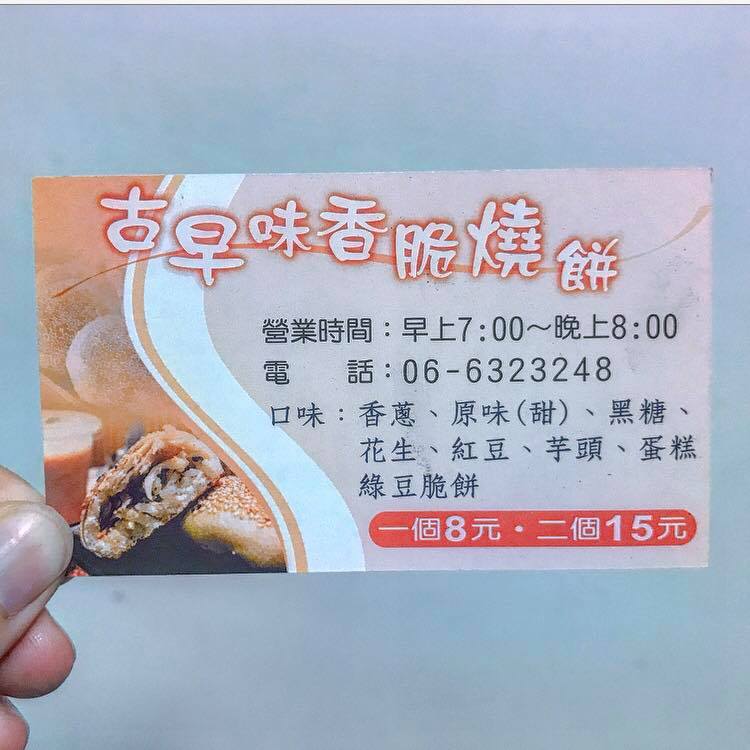 古早味香脆燒餅
營業時間：早上7:00～晚上8:00
電　　話：06-6323248
口味：香蔥、原味(甜)、黑糖、
花生、紅豆、芋頭、蛋糕
綠豆脆餅
一個8元・二個15元